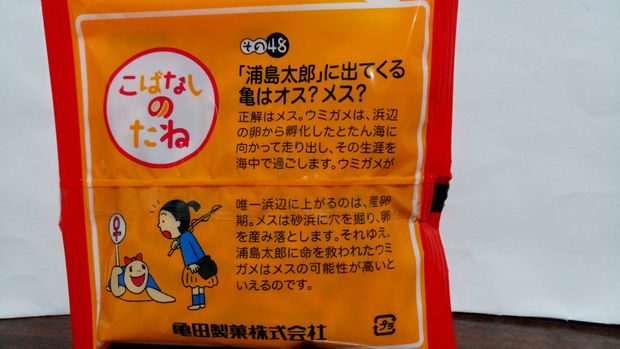 こばなし
の
たね
その48
「浦島太郎」に出てくる
亀はオス?メス?
正解はメス。ウミガメは、浜辺
の卵から孵化したとたん海に
向かって走り出し、その生涯を
海中で過ごします。ウミガメが
唯一浜辺に上がるのは、産卵
期。メスは砂浜に穴を掘り、卵
を産み落とします。それゆえ、
浦島太郎に命を救われたウミ
ガメはメスの可能性が高いと
いえるのです。
♀
亀田製菓株式会社
プラ